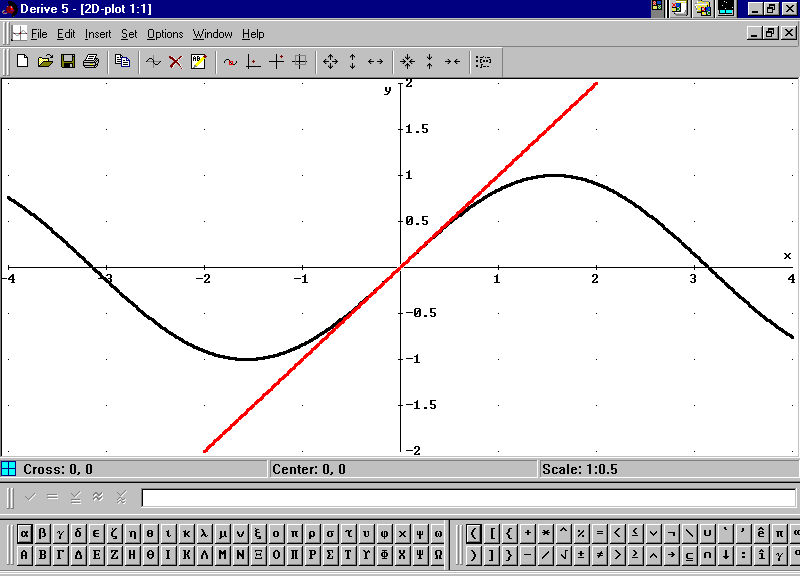 Derive 5 - [2D-plot 1:1]
File Edit Insert Set Options Window Help
y
2
1.5
1
0.5
x
-4 -3 -2 -1 1 2 3 4
-0.5
-1
-1.5
-2
Cross: 0, 0 Center: 0, 0 Scale: 1:0.5
α β γ δ ε ζ η θ ι κ λ μ ν ξ ο π ρ σ τ υ φ χ ψ ω ( [ { + * ^ % = < ≤ ∨ ¬ \ ∪ ` ' ê π ∞
Α Β Γ Δ Ε Ζ Η Θ Ι Κ Λ Μ Ν Ξ Ο Π Ρ Σ Τ Υ Φ Χ Ψ Ω ) ] } - / √ ± ≠ > ≥ ∧ → ⊆ ∩ ↓ : î γ °